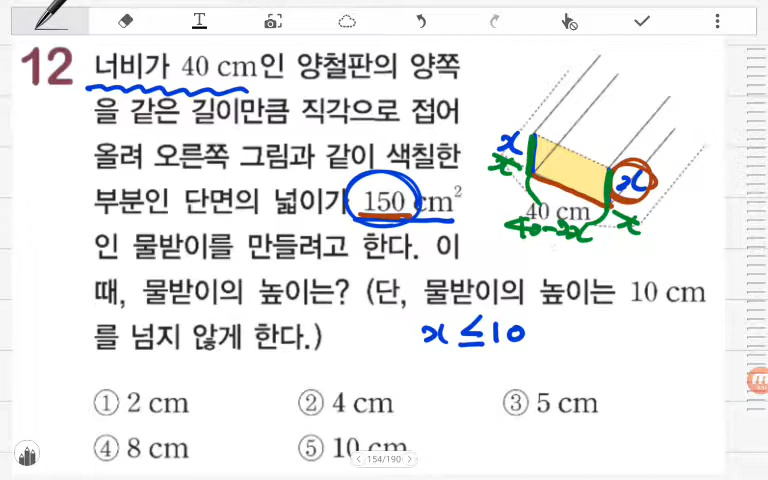 T
12 너비가 40 cm인 양철판의 양쪽
을 같은 길이만큼 직각으로 접어
올려 오른쪽 그림과 같이 색칠한
부분인 단면의 넓이가 150 cm²
인 물받이를 만들려고 한다. 이
때, 물받이의 높이는? (단, 물받이의 높이는 10 cm
를 넘지 않게 한다.)
x
x
x
40 cm
40-2x
x
x ≤ 10
① 2 cm ② 4 cm ③ 5 cm
④ 8 cm ⑤ 10 cm
154/190